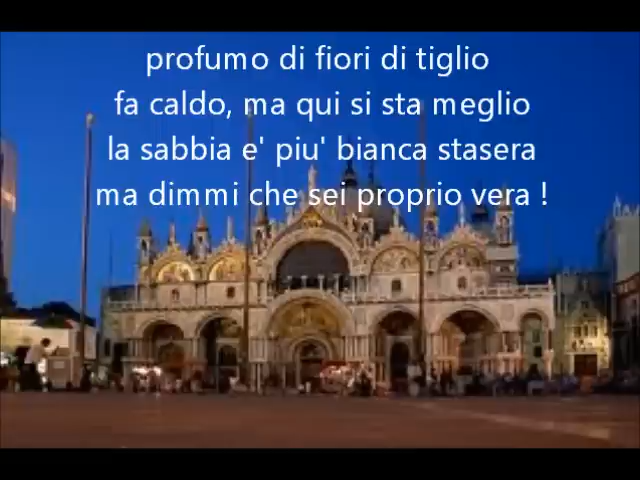 profumo di fiori di tiglio
fa caldo, ma qui si sta meglio
la sabbia e' piu' bianca stasera
ma dimmi che sei proprio vera !